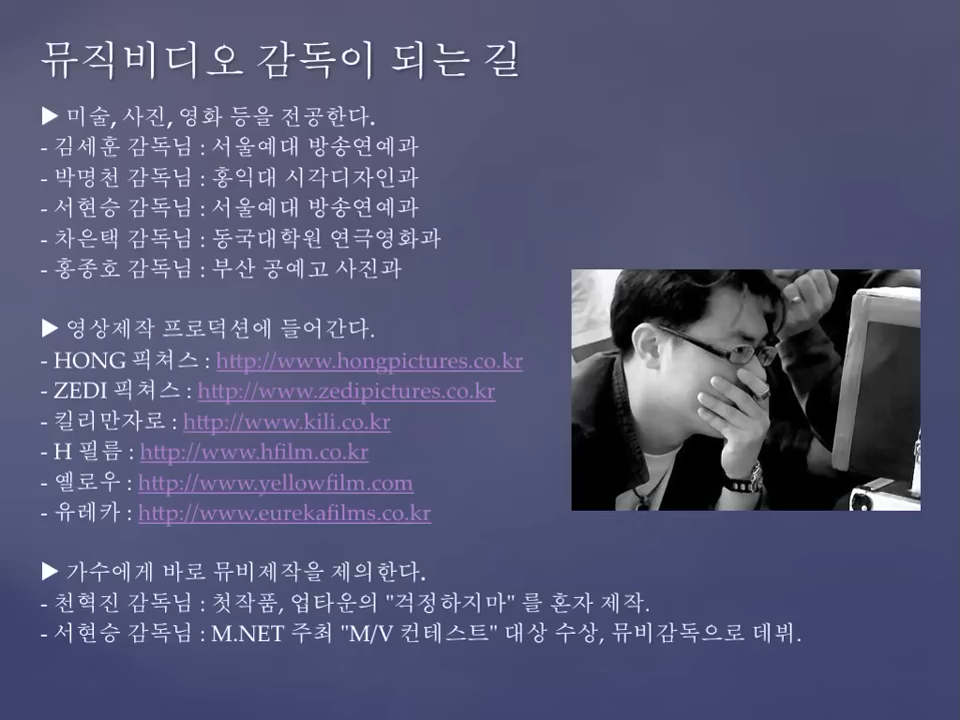 뮤직비디오 감독이 되는 길
▶ 미술, 사진, 영화 등을 전공한다.
- 김세훈 감독님 : 서울예대 방송연예과
- 박명천 감독님 : 홍익대 시각디자인과
- 서현승 감독님 : 서울예대 방송연예과
- 차은택 감독님 : 동국대학원 연극영화과
- 홍종호 감독님 : 부산 공예고 사진과
▶ 영상제작 프로덕션에 들어간다.
- HONG 픽쳐스 : http://www.hongpictures.co.kr
- ZEDI 픽쳐스 : http://www.zedipictures.co.kr
- 킬리만자로 : http://www.kili.co.kr
- H 필름 : http://www.hfilm.co.kr
- 옐로우 : http://www.yellowfilm.com
- 유레카 : http://www.eurekafilms.co.kr
▶ 가수에게 바로 뮤비제작을 제의한다.
- 천혁진 감독님 : 첫작품, 업타운의 "걱정하지마" 를 혼자 제작.
- 서현승 감독님 : M.NET 주최 "M/V 컨테스트" 대상 수상, 뮤비감독으로 데뷔.